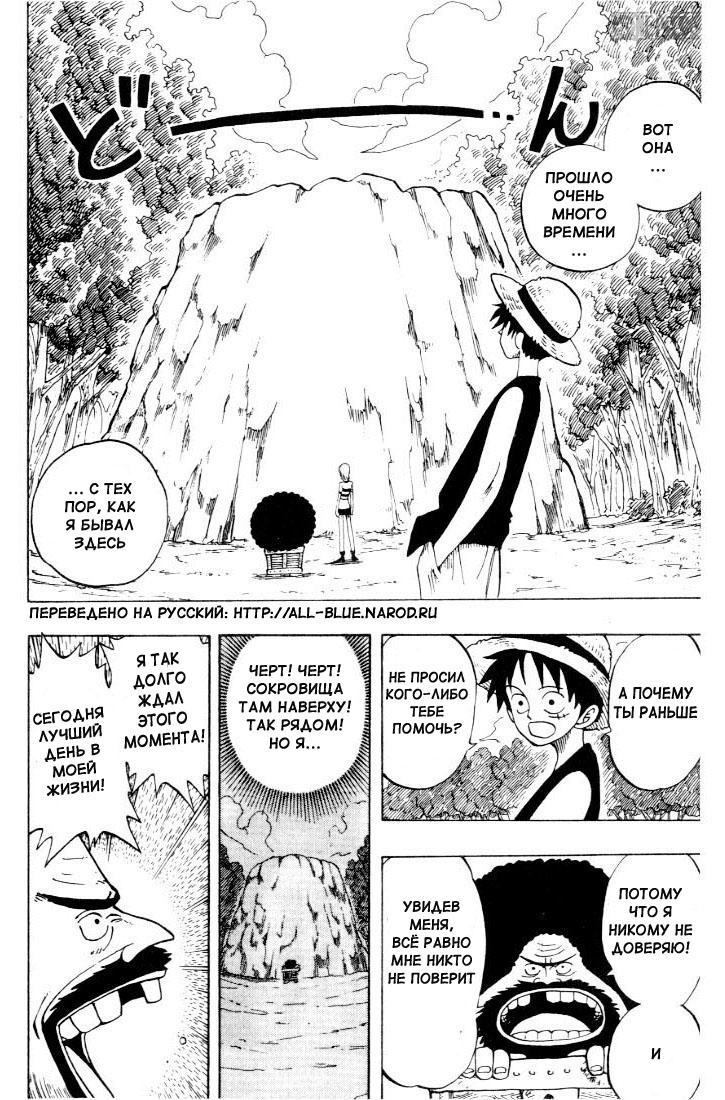 どーーん
ВОТ
ОНА
...
ПРОШЛО
ОЧЕНЬ
МНОГО
ВРЕМЕНИ
...
... С ТЕХ
ПОР, КАК
Я БЫВАЛ
ЗДЕСЬ
ПЕРЕВЕДЕНО НА РУССКИЙ: HTTP://ALL-BLUE.NAROD.RU
А ПОЧЕМУ
ТЫ РАНЬШЕ
НЕ ПРОСИЛ
КОГО-ЛИБО
ТЕБЕ
ПОМОЧЬ?
ПОТОМУ
ЧТО Я
НИКОМУ НЕ
ДОВЕРЯЮ!
И
УВИДЕВ
МЕНЯ,
ВСЁ РАВНО
МНЕ НИКТО
НЕ ПОВЕРИТ
ЧЕРТ! ЧЕРТ!
СОКРОВИЩА
ТАМ НАВЕРХУ!
ТАК РЯДОМ!
НО Я...
Я ТАК
ДОЛГО
ЖДАЛ
ЭТОГО
МОМЕНТА!
СЕГОДНЯ
ЛУЧШИЙ
ДЕНЬ В
МОЕЙ
ЖИЗНИ!